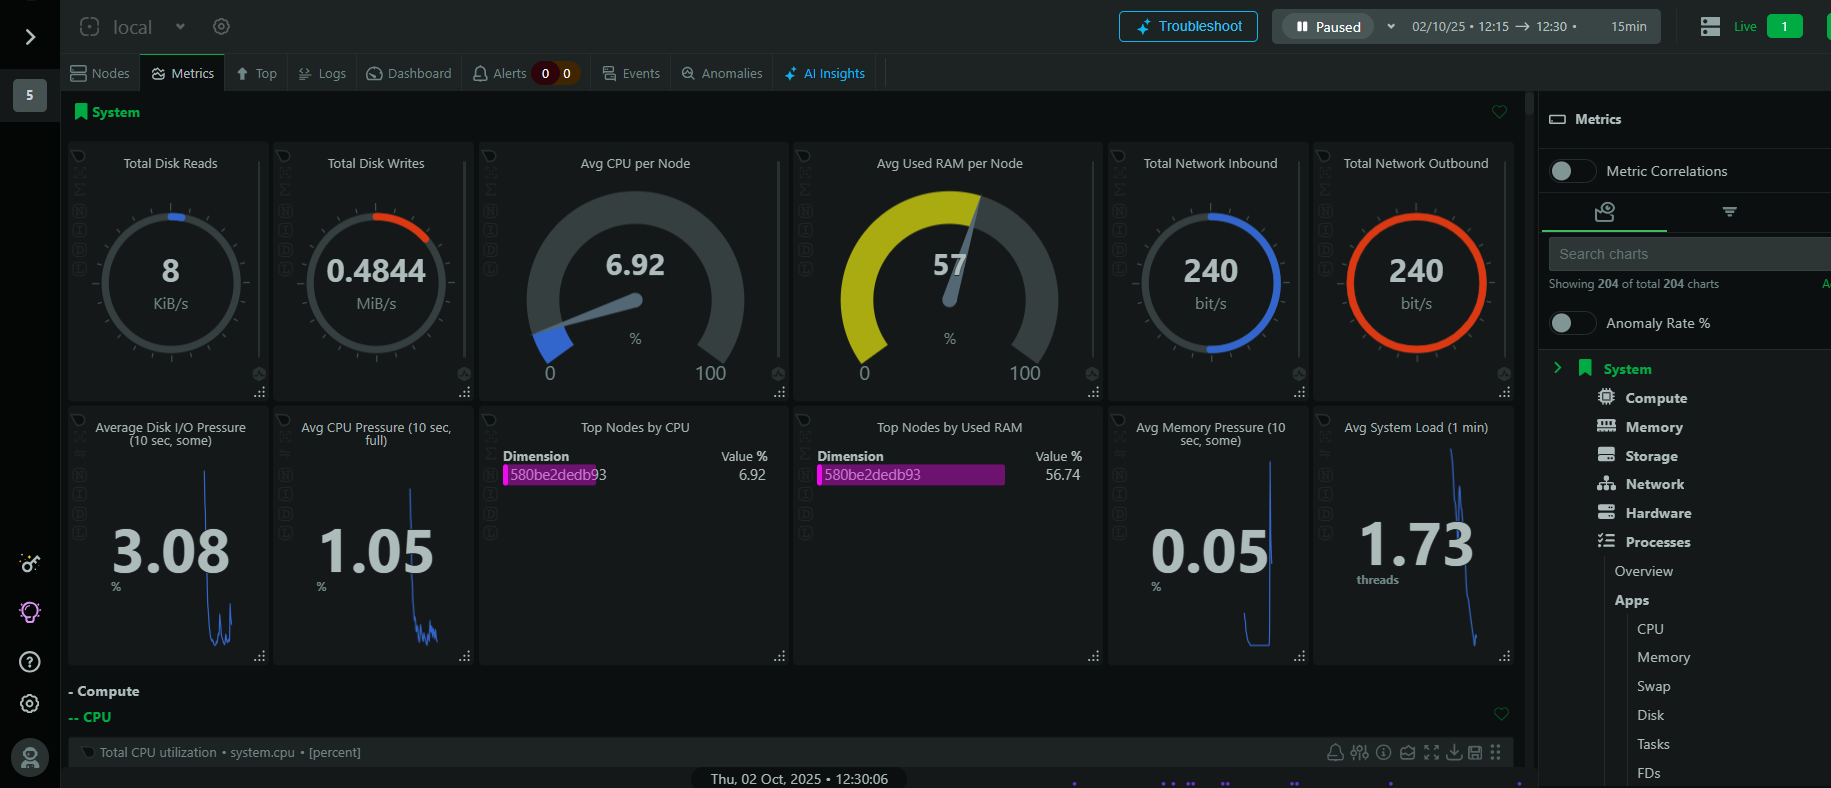 local
Troubleshoot
Paused
02/10/25 • 12:15 → 12:30 •
15min
Live
1
5
Nodes
Metrics
Top
Logs
Dashboard
Alerts 0 0
Events
Anomalies
AI Insights
System
Total Disk Reads
8
KiB/s
Total Disk Writes
0.4844
MiB/s
Avg CPU per Node
6.92
%
0 100
Avg Used RAM per Node
57
%
0 100
Total Network Inbound
240
bit/s
Total Network Outbound
240
bit/s
Average Disk I/O Pressure
(10 sec, some)
3.08
%
Avg CPU Pressure (10 sec,
full)
1.05
%
Top Nodes by CPU
Dimension Value %
580be2dedb93 6.92
Top Nodes by Used RAM
Dimension Value %
580be2dedb93 56.74
Avg Memory Pressure (10
sec, some)
0.05
%
Avg System Load (1 min)
1.73
threads
- Compute
-- CPU
Total CPU utilization • system.cpu • [percent]
Thu, 02 Oct, 2025 • 12:30:06
Metrics
Metric Correlations
Search charts
Showing 204 of total 204 charts
Anomaly Rate %
System
Compute
Memory
Storage
Network
Hardware
Processes
Overview
Apps
CPU
Memory
Swap
Disk
Tasks
FDs